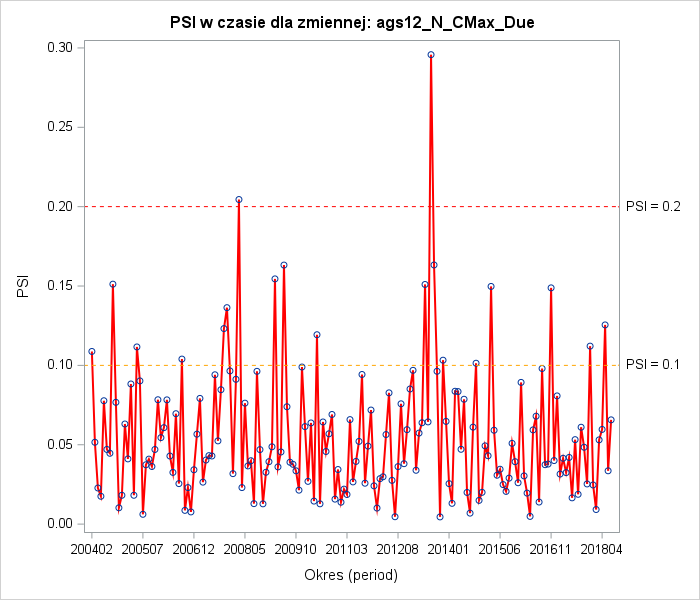 PSI w czasie dla zmiennej: ags12_N_CMax_Due
0.30
0.25
0.20
0.15
0.10
0.05
0.00
PSI
PSI = 0.2
PSI = 0.1
200402 200507 200612 200805 200910 201103 201208 201401 201506 201611 201804
Okres (period)